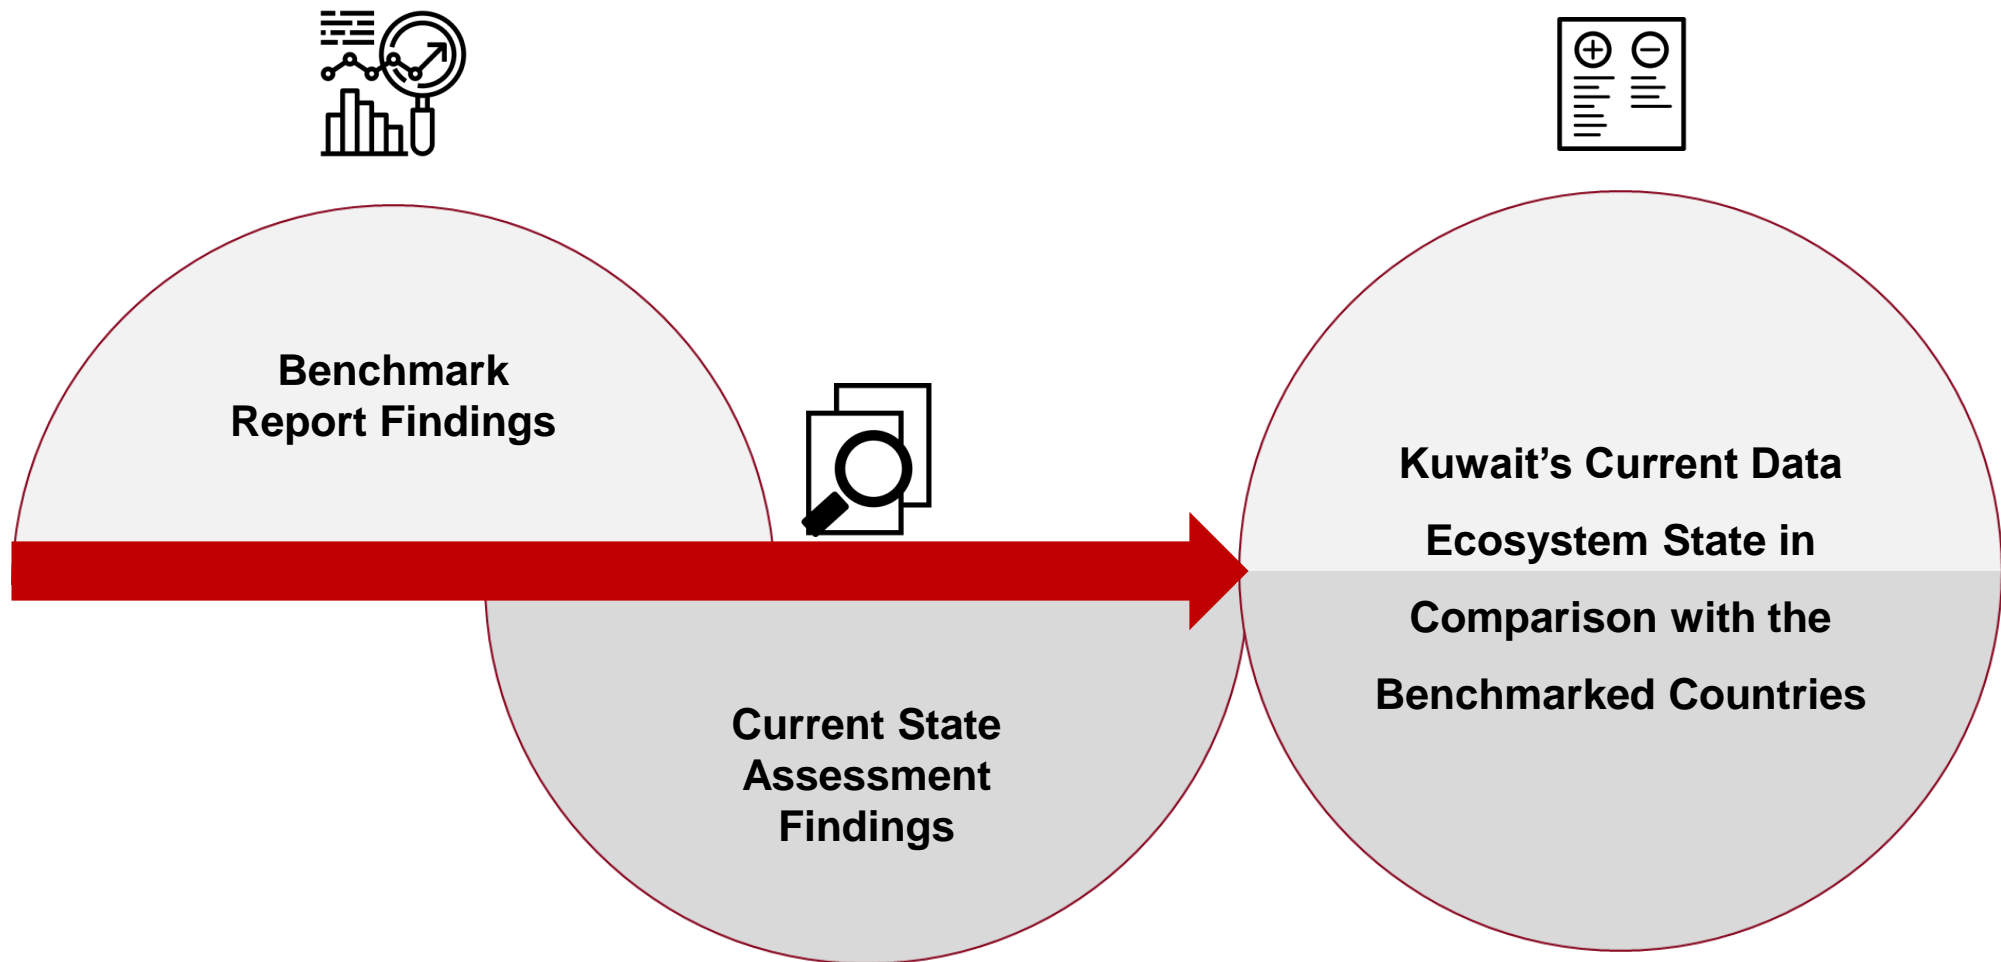 Benchmark
Report Findings
Current State
Assessment
Findings
Kuwait’s Current Data
Ecosystem State in
Comparison with the
Benchmarked Countries